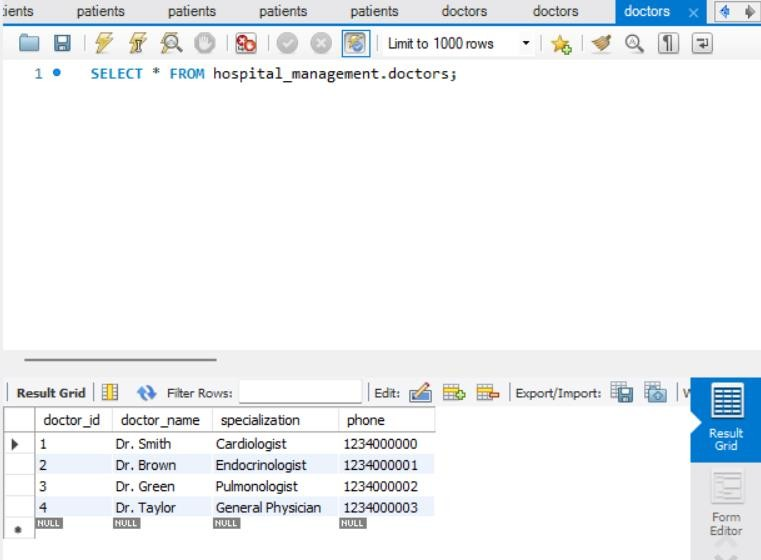 ients patients patients patients patients doctors doctors doctors
Limit to 1000 rows
1 SELECT * FROM hospital_management.doctors;
Result Grid Filter Rows: Edit: Export/Import:
doctor_id doctor_name specialization phone
1 Dr. Smith Cardiologist 1234000000
2 Dr. Brown Endocrinologist 1234000001
3 Dr. Green Pulmonologist 1234000002
4 Dr. Taylor General Physician 1234000003
NULL NULL NULL NULL
Result
Grid
Form
Editor